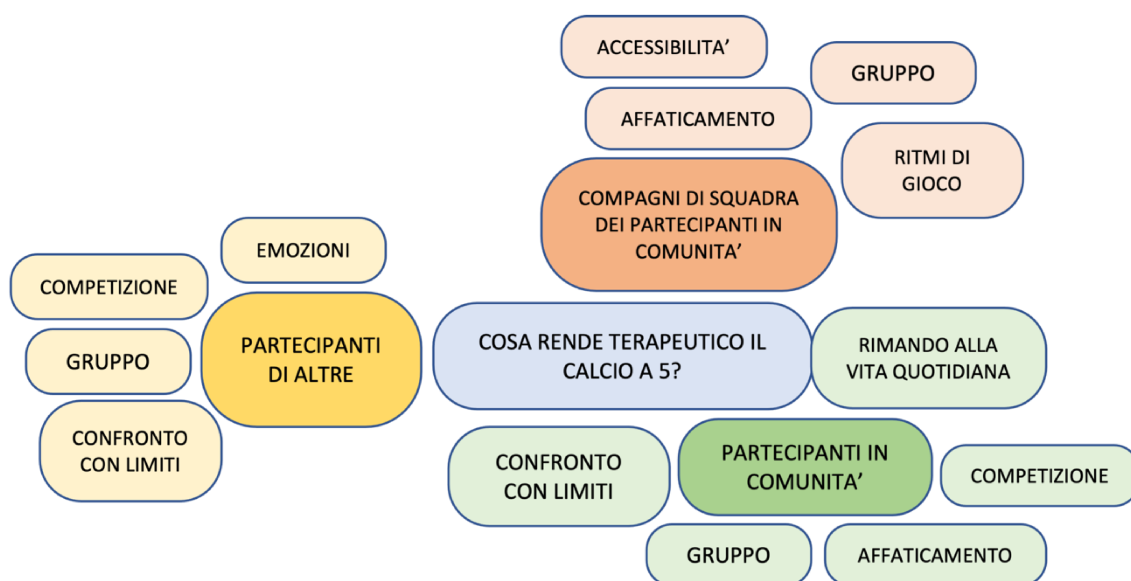 ACCESSIBILITA’
GRUPPO
AFFATICAMENTO
RITMI DI
GIOCO
COMPAGNI DI SQUADRA
DEI PARTECIPANTI IN
COMUNITA’
EMOZIONI
COMPETIZIONE
GRUPPO
CONFRONTO
CON LIMITI
PARTECIPANTI
DI ALTRE
COSA RENDE TERAPEUTICO IL
CALCIO A 5?
RIMANDO ALLA
VITA QUOTIDIANA
CONFRONTO
CON LIMITI
PARTECIPANTI IN
COMUNITA’
COMPETIZIONE
GRUPPO
AFFATICAMENTO